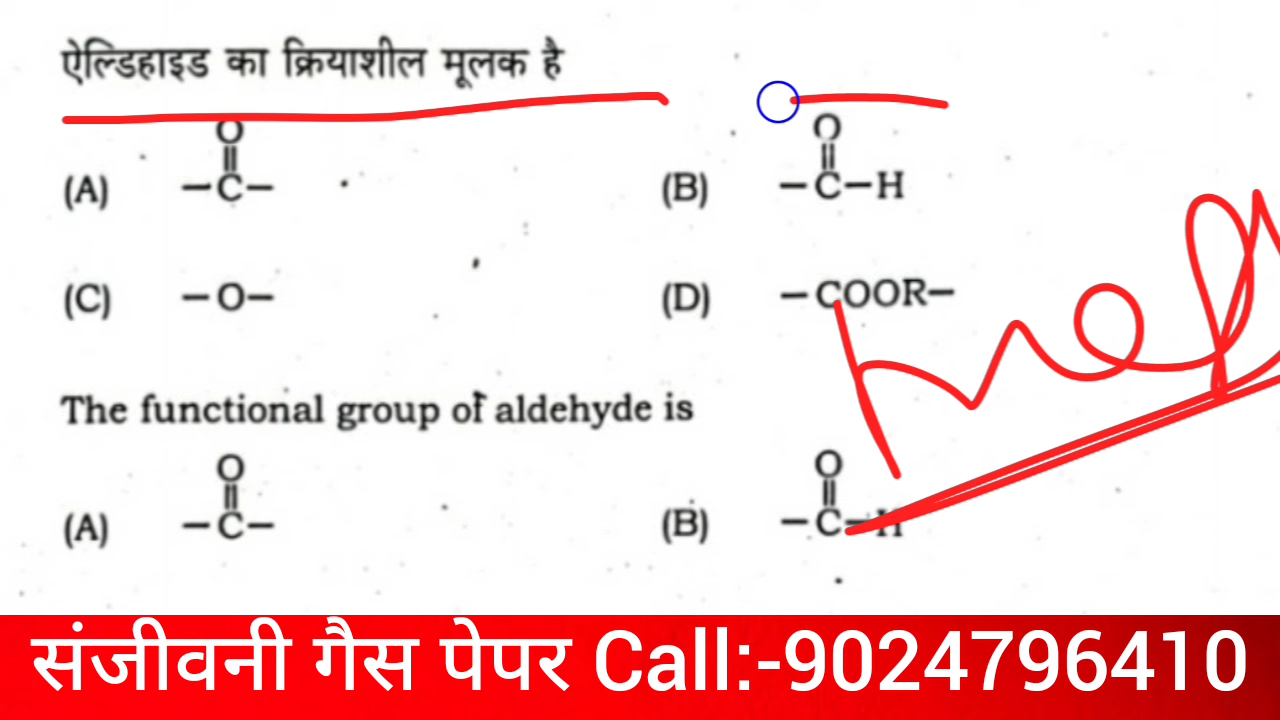 ऐल्डिहाइड का क्रियाशील मूलक है
O O
|| ||
(A) –C– (B) –C–H
(C) –O– (D) –COOR–
The functional group of aldehyde is
O O
|| ||
(A) –C– (B) –C–H
संजीवनी गैस पेपर Call:-9024796410